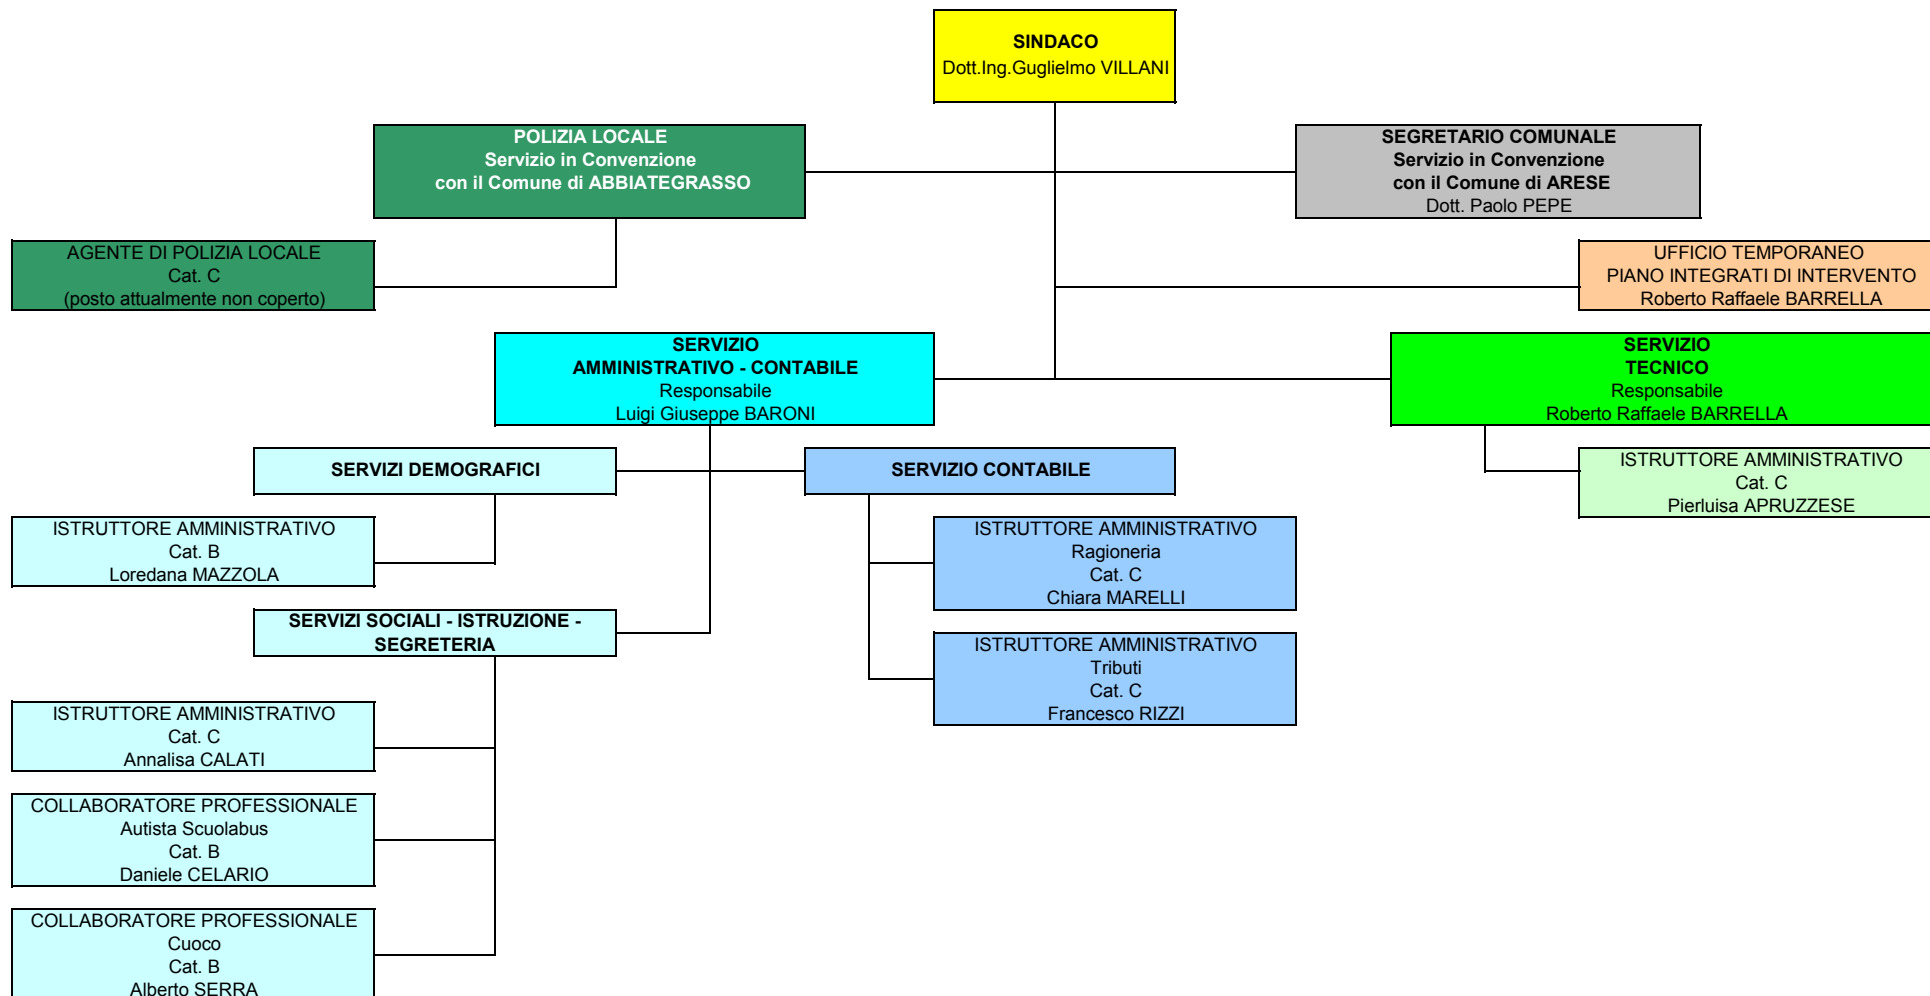 SINDACO
Dott.Ing.Guglielmo VILLANI
POLIZIA LOCALE
Servizio in Convenzione
con il Comune di ABBIATEGRASSO
SEGRETARIO COMUNALE
Servizio in Convenzione
con il Comune di ARESE
Dott. Paolo PEPE
AGENTE DI POLIZIA LOCALE
Cat. C
(posto attualmente non coperto)
UFFICIO TEMPORANEO
PIANO INTEGRATI DI INTERVENTO
Roberto Raffaele BARRELLA
SERVIZIO
AMMINISTRATIVO - CONTABILE
Responsabile
Luigi Giuseppe BARONI
SERVIZIO
TECNICO
Responsabile
Roberto Raffaele BARRELLA
SERVIZI DEMOGRAFICI
SERVIZIO CONTABILE
ISTRUTTORE AMMINISTRATIVO
Cat. C
Pierluisa APRUZZESE
ISTRUTTORE AMMINISTRATIVO
Cat. B
Loredana MAZZOLA
ISTRUTTORE AMMINISTRATIVO
Ragioneria
Cat. C
Chiara MARELLI
SERVIZI SOCIALI - ISTRUZIONE -
SEGRETERIA
ISTRUTTORE AMMINISTRATIVO
Tributi
Cat. C
Francesco RIZZI
ISTRUTTORE AMMINISTRATIVO
Cat. C
Annalisa CALATI
COLLABORATORE PROFESSIONALE
Autista Scuolabus
Cat. B
Daniele CELARIO
COLLABORATORE PROFESSIONALE
Cuoco
Cat. B
Alberto SERRA